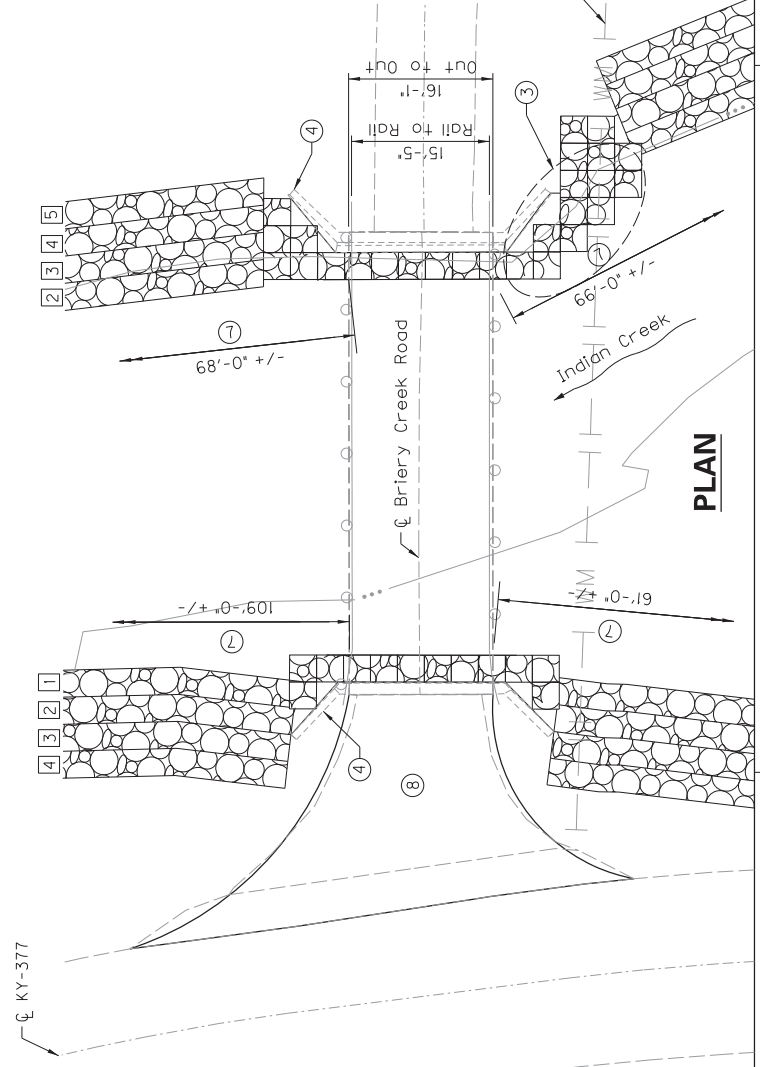 Out to Out
16'-1"
Rail to Rail
15'-5"
3
4
5
4
3
2
7
68'-0" +/-
7
66'-0" +/-
Indian Creek
WM
℄ Briery Creek Road
PLAN
109'-0" +/-
7
WM
61'-0" +/-
7
1
2
3
4
4
8
℄ KY-377